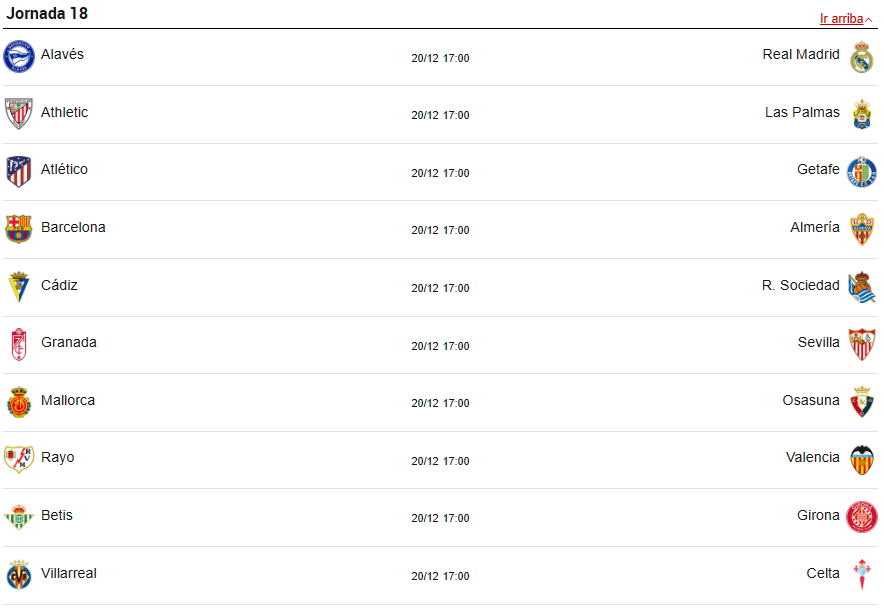 Jornada 18
Ir arriba
Alavés 20/12 17:00 Real Madrid
Athletic 20/12 17:00 Las Palmas
Atlético 20/12 17:00 Getafe
Barcelona 20/12 17:00 Almería
Cádiz 20/12 17:00 R. Sociedad
Granada 20/12 17:00 Sevilla
Mallorca 20/12 17:00 Osasuna
Rayo 20/12 17:00 Valencia
Betis 20/12 17:00 Girona
Villarreal 20/12 17:00 Celta